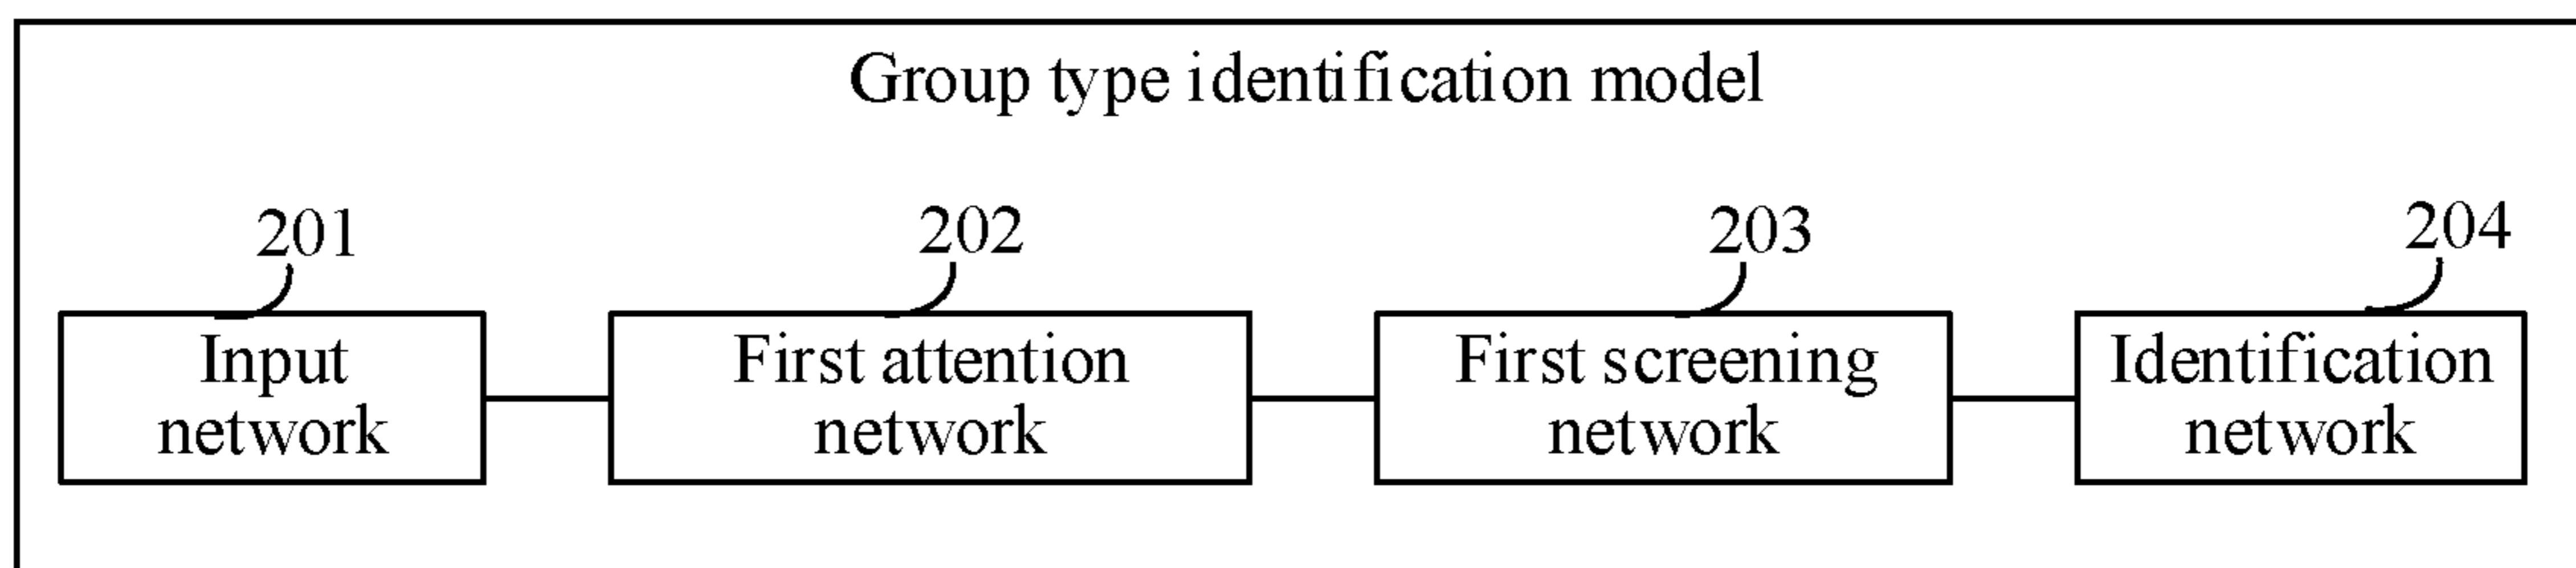 Group type identification model
201
202
203
204
Input
network
First attention
network
First screening
network
Identification
network